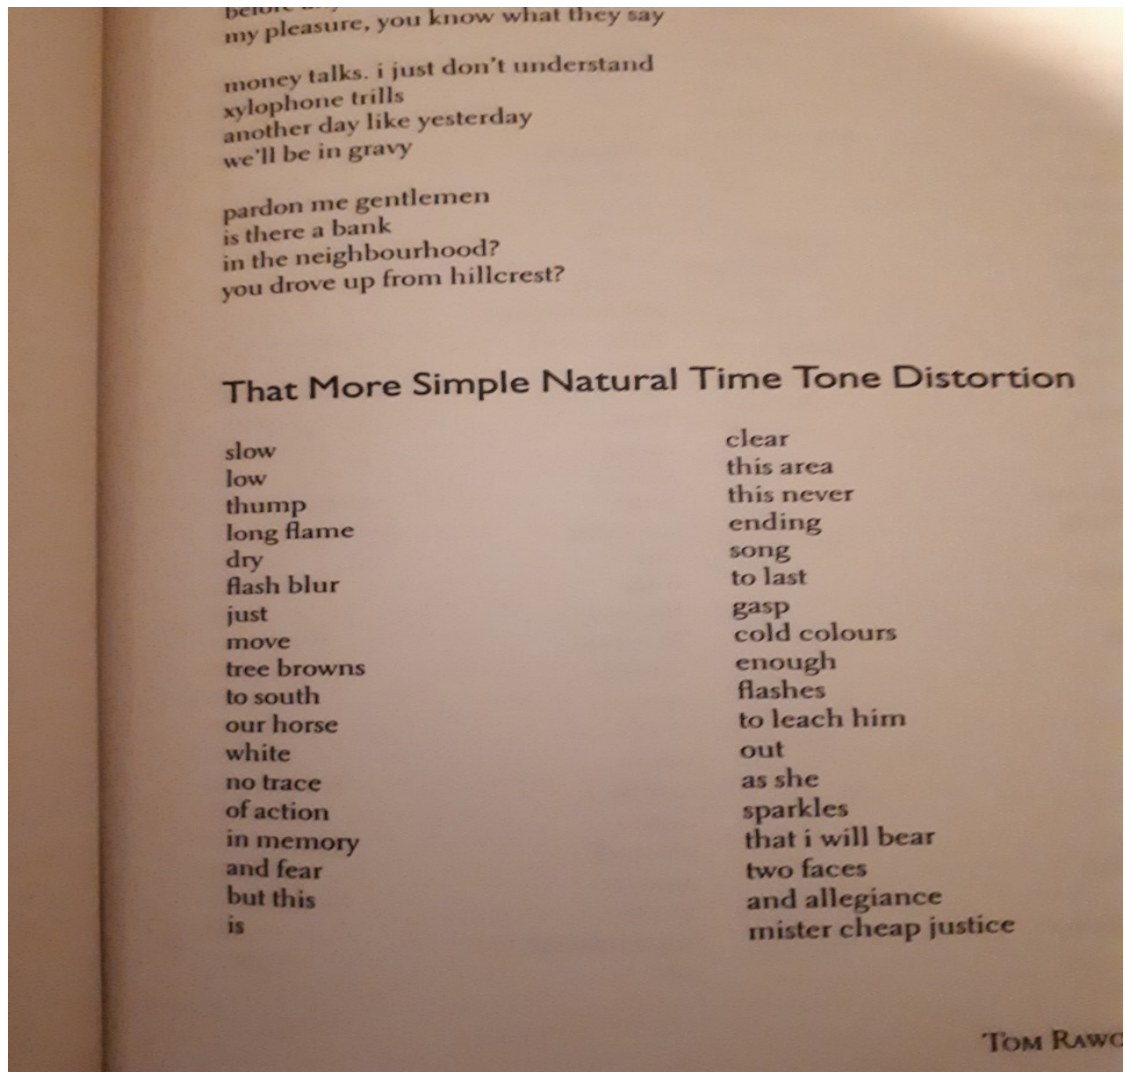 my pleasure, you know what they say
money talks. i just don't understand
xylophone trills
another day like yesterday
we'll be in gravy
pardon me gentlemen
is there a bank
in the neighbourhood?
you drove up from hillcrest?
That More Simple Natural Time Tone Distortion
slow
low
thump
long flame
dry
flash blur
just
move
tree browns
to south
our horse
white
no trace
of action
in memory
and fear
but this
is
clear
this area
this never
ending
song
to last
gasp
cold colours
enough
flashes
to leach him
out
as she
sparkles
that i will bear
two faces
and allegiance
mister cheap justice
TOM